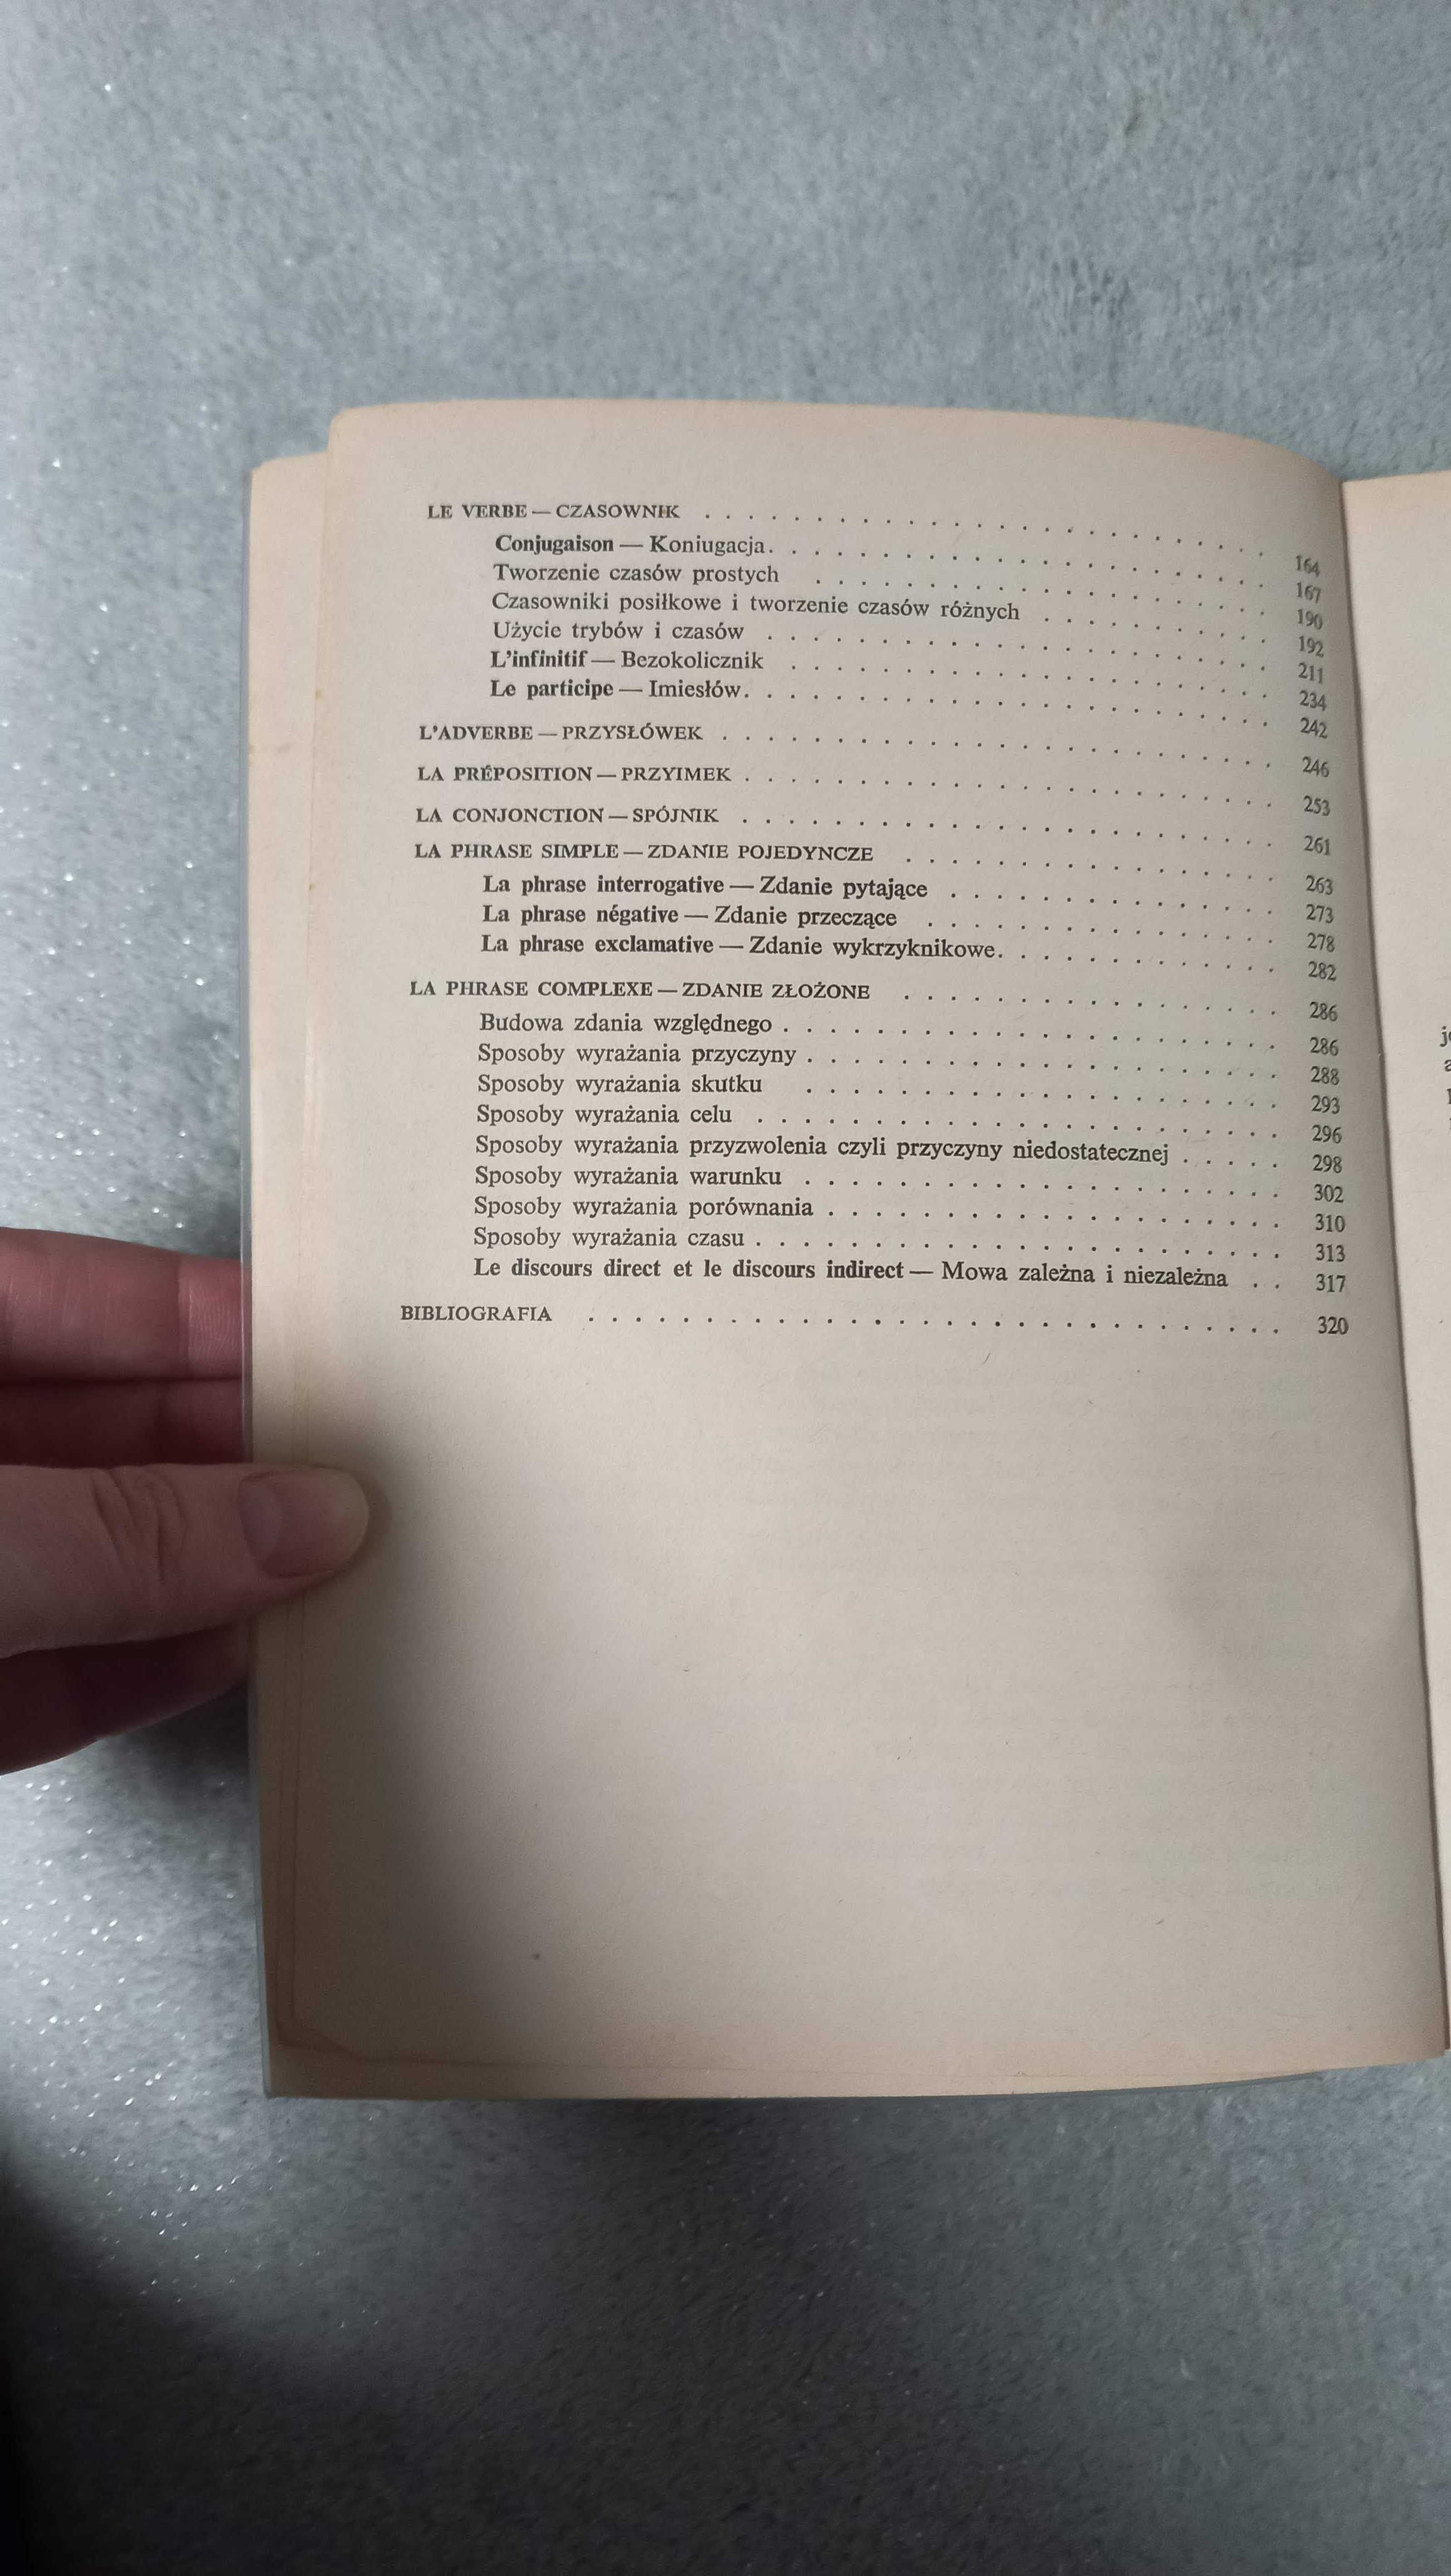 LE VERBE — CZASOWNIK . . . . . . . . . . . . . . . . . . . . . . . . . . 164
Conjugaison — Koniugacja. . . . . . . . . . . . . . . . . . . . . . . 167
Tworzenie czasów prostych . . . . . . . . . . . . . . . . . . . . 190
Czasowniki posiłkowe i tworzenie czasów różnych . . . . . . . . . . 192
Użycie trybów i czasów . . . . . . . . . . . . . . . . . . . . . . 211
L'infinitif — Bezokolicznik . . . . . . . . . . . . . . . . . . . . . 234
Le participe — Imiesłów. . . . . . . . . . . . . . . . . . . . . . . 242
L'ADVERBE — PRZYSŁÓWEK . . . . . . . . . . . . . . . . . . . . . . . . 246
LA PRÉPOSITION — PRZYIMEK . . . . . . . . . . . . . . . . . . . . . . . 253
LA CONJONCTION — SPÓJNIK . . . . . . . . . . . . . . . . . . . . . . . 261
LA PHRASE SIMPLE — ZDANIE POJEDYNCZE . . . . . . . . . . . . . . . . 263
La phrase interrogative — Zdanie pytające . . . . . . . . . . . . . . 273
La phrase négative — Zdanie przeczące . . . . . . . . . . . . . . . 278
La phrase exclamative — Zdanie wykrzyknikowe. . . . . . . . . . . . . 282
LA PHRASE COMPLEXE — ZDANIE ZŁOŻONE . . . . . . . . . . . . . . . . 286
Budowa zdania względnego . . . . . . . . . . . . . . . . . . . . . 286
Sposoby wyrażania przyczyny . . . . . . . . . . . . . . . . . . . . 288
Sposoby wyrażania skutku . . . . . . . . . . . . . . . . . . . . 293
Sposoby wyrażania celu . . . . . . . . . . . . . . . . . . . . . . 296
Sposoby wyrażania przyzwolenia czyli przyczyny niedostatecznej . . . . . 298
Sposoby wyrażania warunku . . . . . . . . . . . . . . . . . . . . 302
Sposoby wyrażania porównania . . . . . . . . . . . . . . . . . . . 310
Sposoby wyrażania czasu . . . . . . . . . . . . . . . . . . . . . . 313
Le discours direct et le discours indirect — Mowa zależna i niezależna . . 317
BIBLIOGRAFIA . . . . . . . . . . . . . . . . . . . . . . . . . . . . . 320